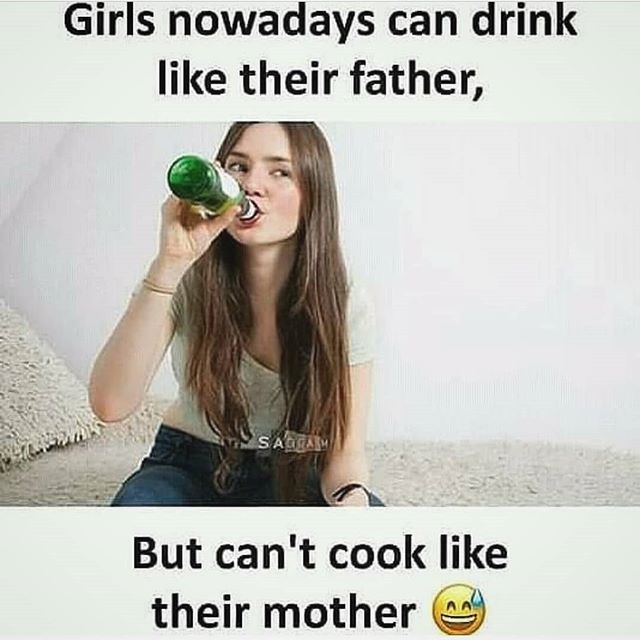 Girls nowadays can drink
like their father,
But can't cook like
their mother 😅